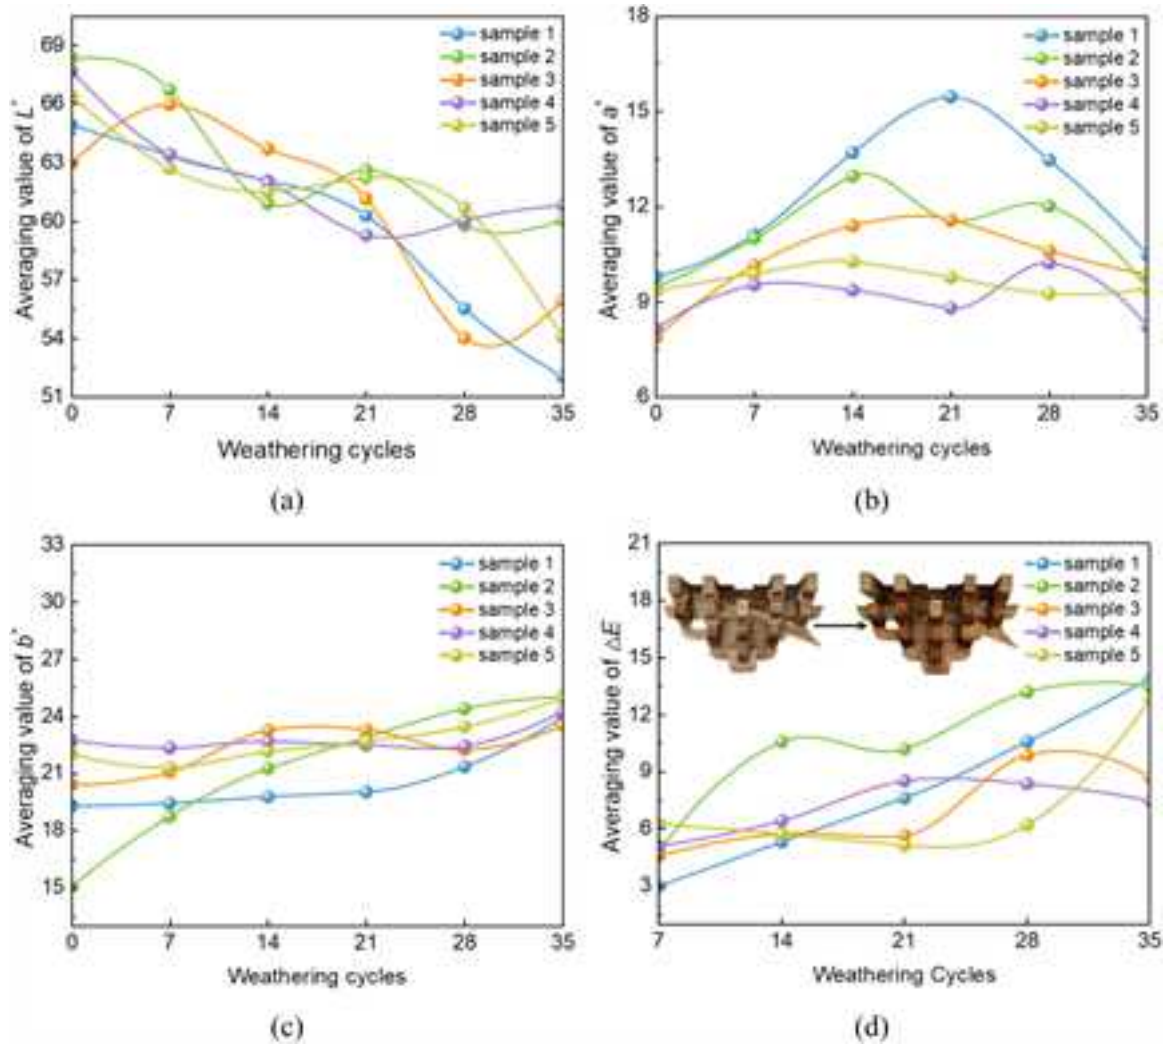 Averaging value of L*
69
66
63
60
57
54
51
0 7 14 21 28 35
Weathering cycles
sample 1
sample 2
sample 3
sample 4
sample 5
(a)
Averaging value of a*
18
15
12
9
6
0 7 14 21 28 35
Weathering cycles
sample 1
sample 2
sample 3
sample 4
sample 5
(b)
Averaging value of b*
33
30
27
24
21
18
15
0 7 14 21 28 35
Weathering cycles
sample 1
sample 2
sample 3
sample 4
sample 5
(c)
Averaging value of △E
21
18
15
12
9
6
3
7 14 21 28 35
Weathering Cycles
sample 1
sample 2
sample 3
sample 4
sample 5
(d)